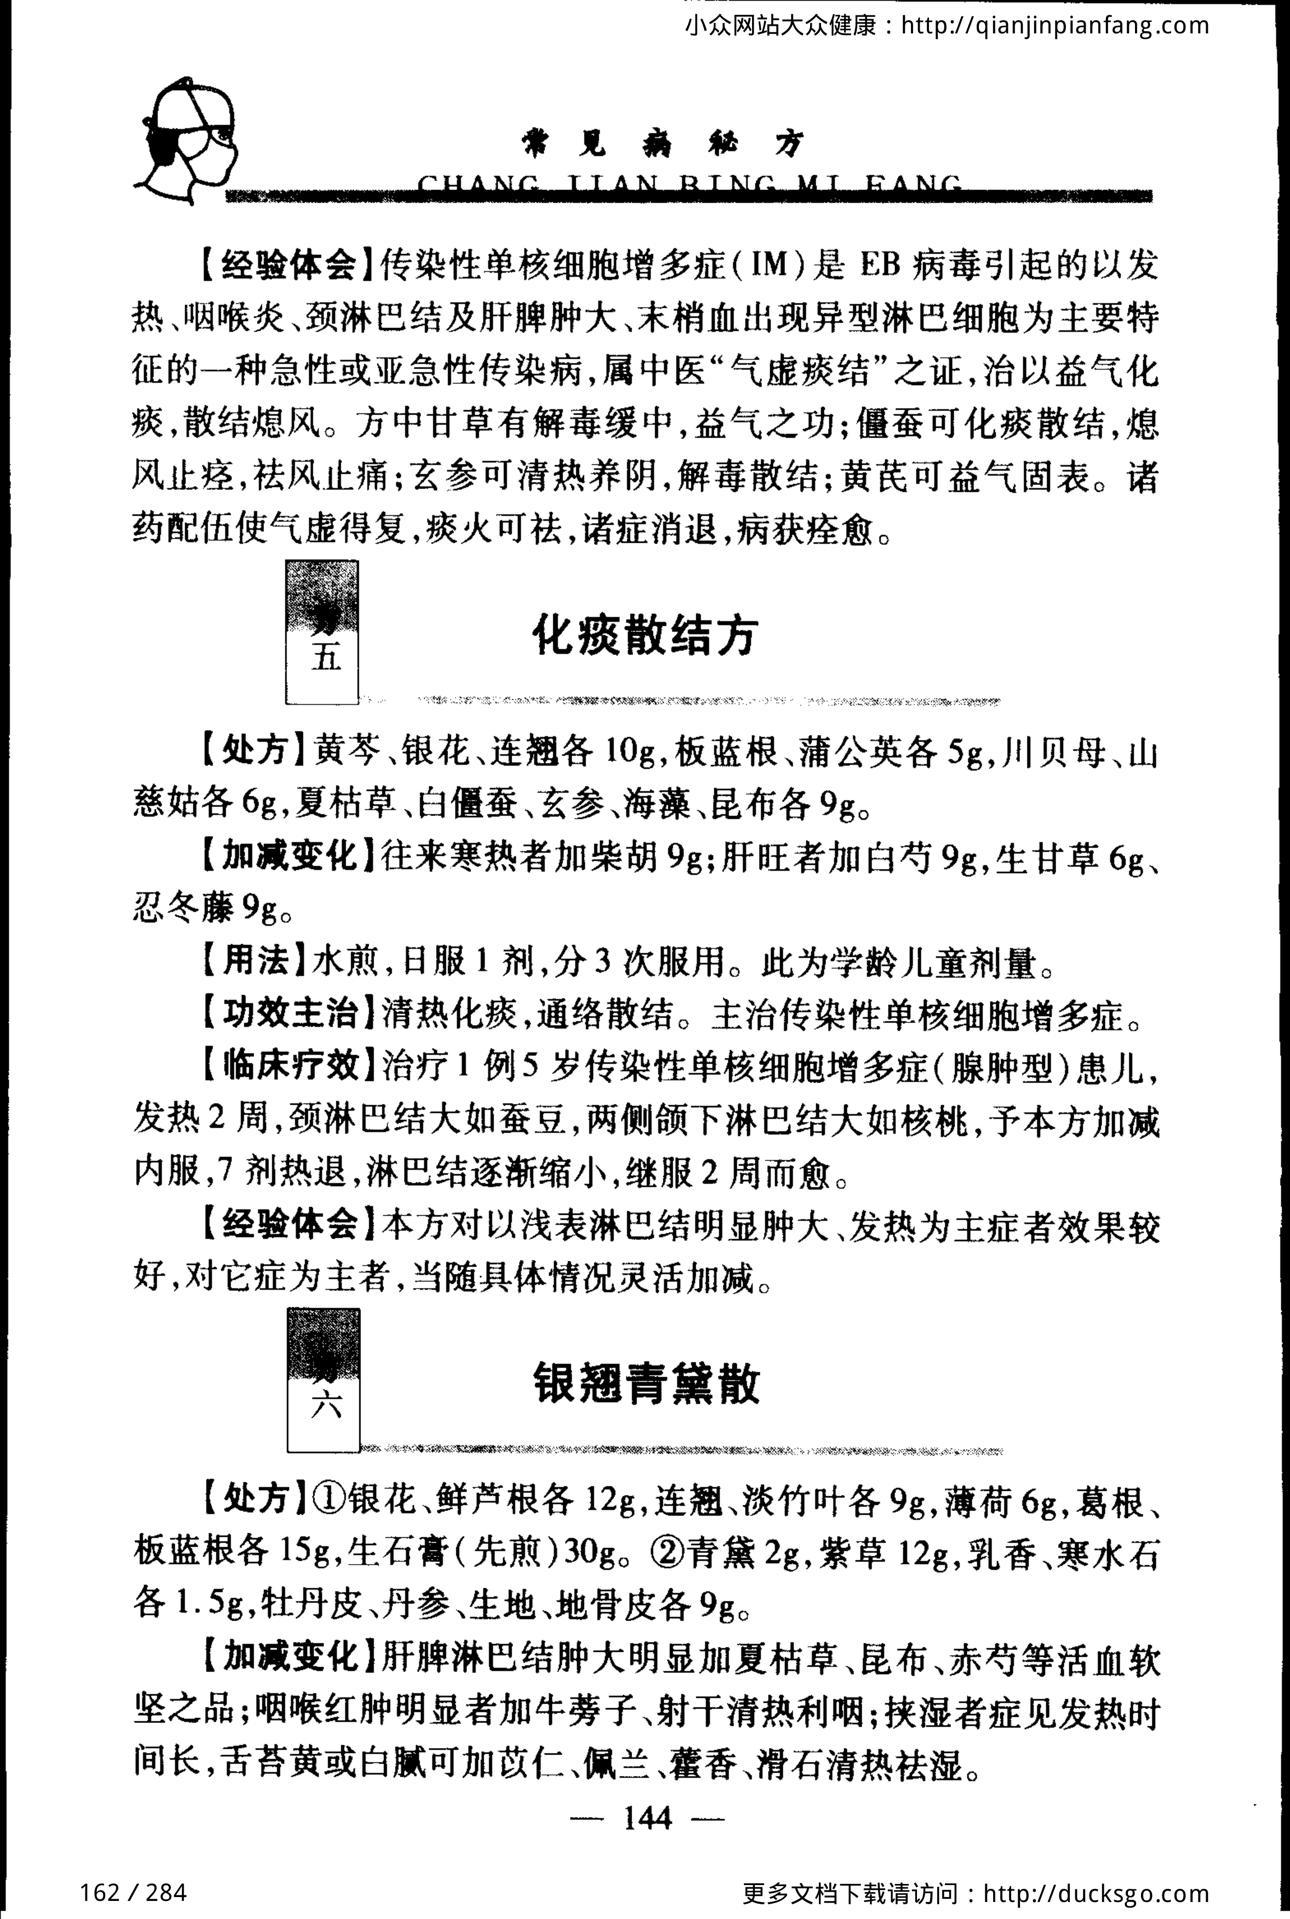 小众网站大众健康：http://qianjinpianfang.com
常见病秘方
CHANG JIAN BING MI FANG
【经验体会】传染性单核细胞增多症(IM)是 EB 病毒引起的以发
热、咽喉炎、颈淋巴结及肝脾肿大、末梢血出现异型淋巴细胞为主要特
征的一种急性或亚急性传染病,属中医“气虚痰结”之证,治以益气化
痰,散结熄风。方中甘草有解毒缓中,益气之功;僵蚕可化痰散结,熄
风止痉,祛风止痛;玄参可清热养阴,解毒散结;黄芪可益气固表。诸
药配伍使气虚得复,痰火可祛,诸症消退,病获痊愈。
方五
化痰散结方
【处方】黄芩、银花、连翘各 10g,板蓝根、蒲公英各 5g,川贝母、山
慈姑各 6g,夏枯草、白僵蚕、玄参、海藻、昆布各 9g。
【加减变化】往来寒热者加柴胡 9g;肝旺者加白芍 9g,生甘草 6g、
忍冬藤 9g。
【用法】水煎,日服 1 剂,分 3 次服用。此为学龄儿童剂量。
【功效主治】清热化痰,通络散结。主治传染性单核细胞增多症。
【临床疗效】治疗 1 例 5 岁传染性单核细胞增多症(腺肿型)患儿,
发热 2 周,颈淋巴结大如蚕豆,两侧颌下淋巴结大如核桃,予本方加减
内服,7 剂热退,淋巴结逐渐缩小,继服 2 周而愈。
【经验体会】本方对以浅表淋巴结明显肿大、发热为主症者效果较
好,对它症为主者,当随具体情况灵活加减。
方六
银翘青黛散
【处方】①银花、鲜芦根各 12g,连翘、淡竹叶各 9g,薄荷 6g,葛根、
板蓝根各 15g,生石膏(先煎)30g。②青黛 2g,紫草 12g,乳香、寒水石
各 1.5g,牡丹皮、丹参、生地、地骨皮各 9g。
【加减变化】肝脾淋巴结肿大明显加夏枯草、昆布、赤芍等活血软
坚之品;咽喉红肿明显者加牛蒡子、射干清热利咽;挟湿者症见发热时
间长,舌苔黄或白腻可加苡仁、佩兰、藿香、滑石清热祛湿。
— 144 —
162 / 284
更多文档下载请访问：http://ducksgo.com